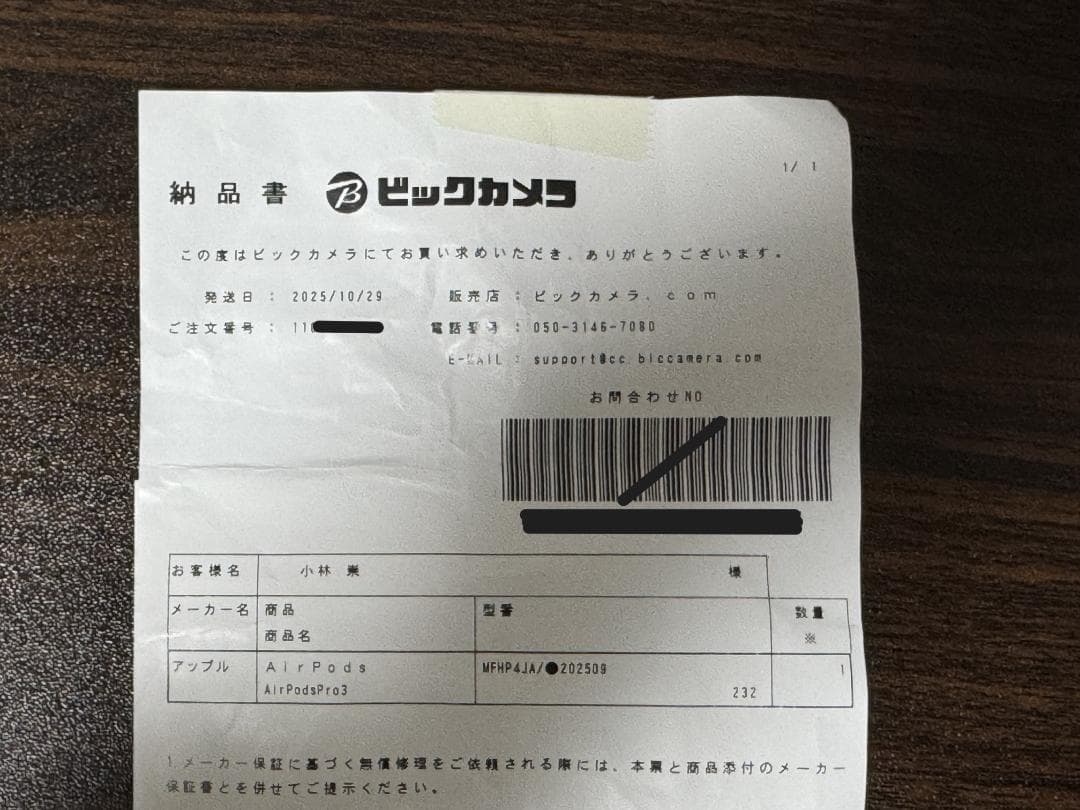 1/ 1
納品書 ビックカメラ
この度はビックカメラにてお買い求めいただき、ありがとうございます。
発送日 : 2025/10/29 販売店 : ビックカメラ．ｃｏｍ
ご注文番号 : 110 電話番号 : 050-3146-7080
E-MAIL : support@cc.biccamera.com
お問合わせNO
お客様名 小林 崇 様
メーカー名 商品 型番 数量
商品名 ※
アップル ＡｉｒＰｏｄｓ MFHP4JA/●202509 1
AirPodsPro3 232
1.メーカー保証に基づく無償修理をご依頼される際には、本票と商品添付のメーカー
保証書とを併せてご提示ください。